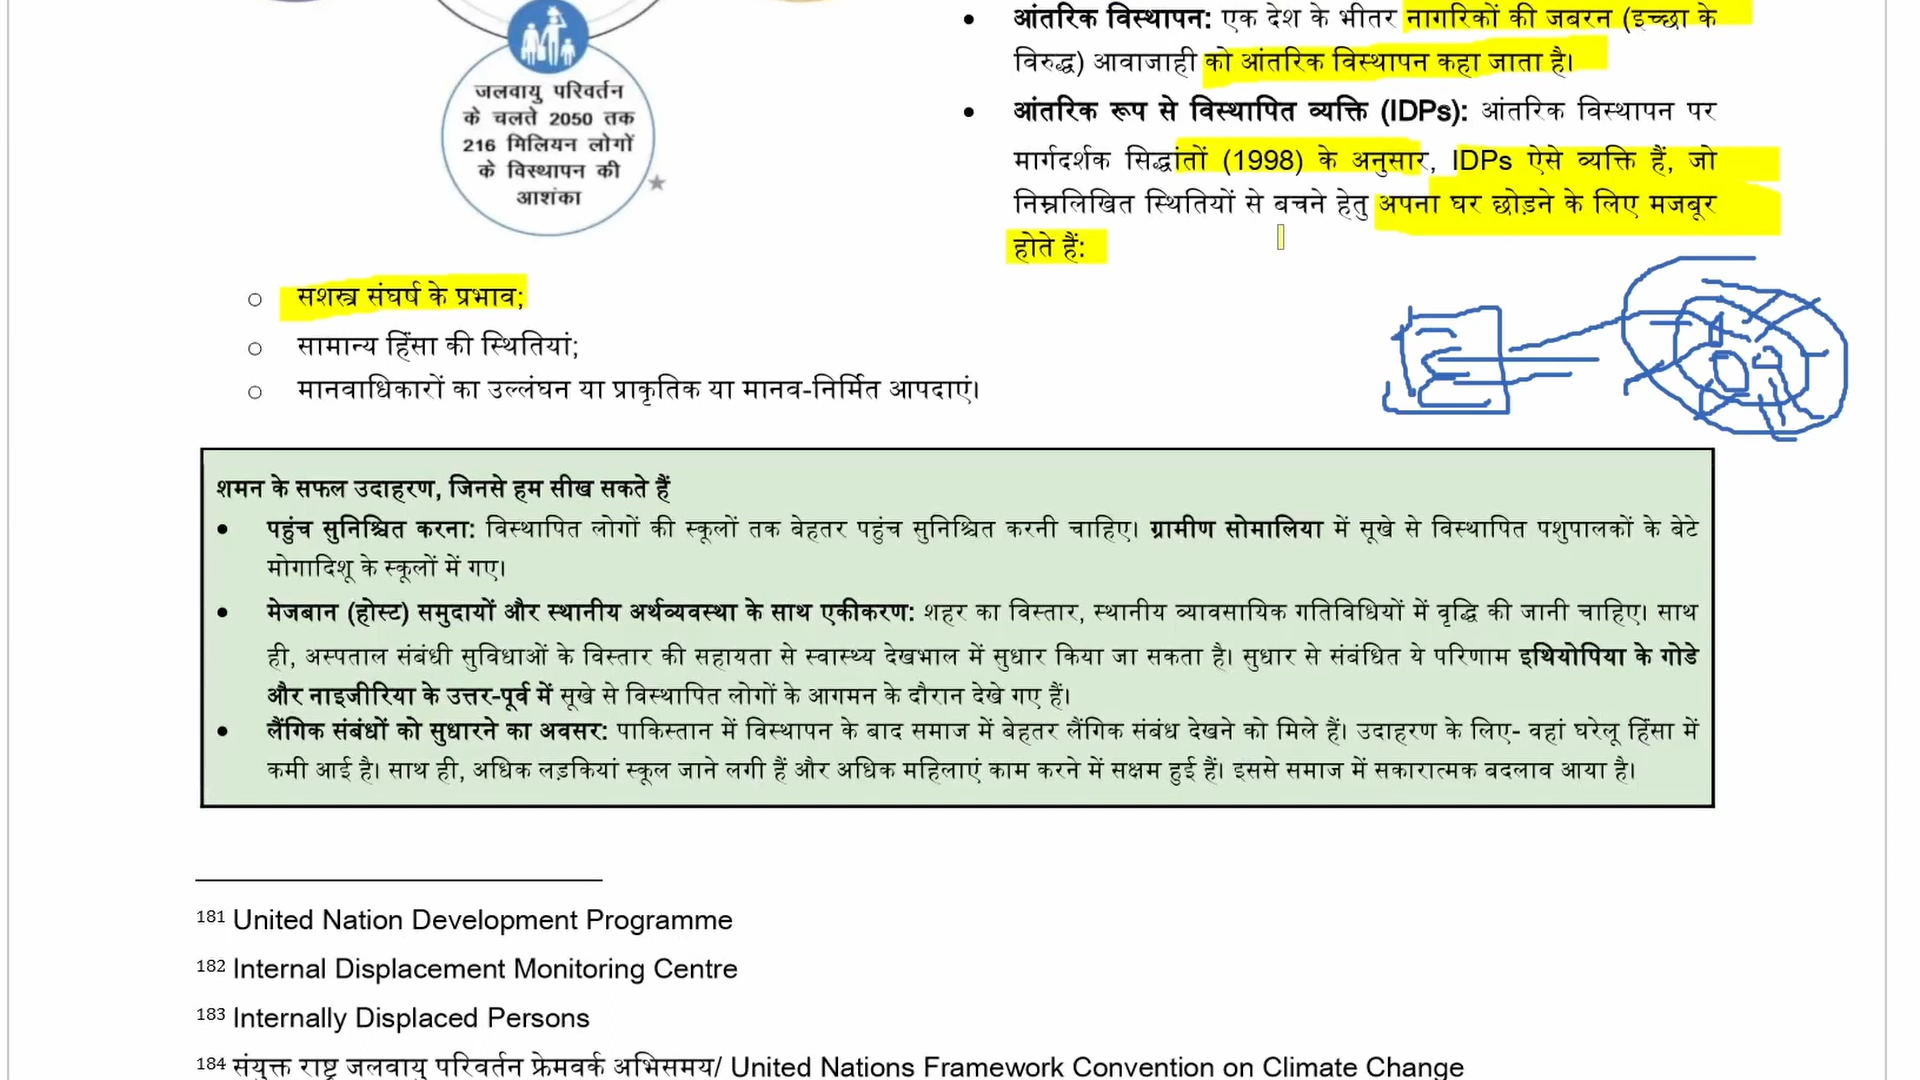 जलवायु परिवर्तन
के चलते 2050 तक
216 मिलियन लोगों
के विस्थापन की
आशंका
• आंतरिक विस्थापन: एक देश के भीतर नागरिकों की जबरन (इच्छा के
विरुद्ध) आवाजाही को आंतरिक विस्थापन कहा जाता है।
• आंतरिक रूप से विस्थापित व्यक्ति (IDPs): आंतरिक विस्थापन पर
मार्गदर्शक सिद्धांतों (1998) के अनुसार, IDPs ऐसे व्यक्ति हैं, जो
निम्नलिखित स्थितियों से बचने हेतु अपना घर छोड़ने के लिए मजबूर
होते हैं:
○ सशस्त्र संघर्ष के प्रभाव;
○ सामान्य हिंसा की स्थितियां;
○ मानवाधिकारों का उल्लंघन या प्राकृतिक या मानव-निर्मित आपदाएं।
शमन के सफल उदाहरण, जिनसे हम सीख सकते हैं
• पहुंच सुनिश्चित करना: विस्थापित लोगों की स्कूलों तक बेहतर पहुंच सुनिश्चित करनी चाहिए। ग्रामीण सोमालिया में सूखे से विस्थापित पशुपालकों के बेटे
मोगादिशू के स्कूलों में गए।
• मेजबान (होस्ट) समुदायों और स्थानीय अर्थव्यवस्था के साथ एकीकरण: शहर का विस्तार, स्थानीय व्यावसायिक गतिविधियों में वृद्धि की जानी चाहिए। साथ
ही, अस्पताल संबंधी सुविधाओं के विस्तार की सहायता से स्वास्थ्य देखभाल में सुधार किया जा सकता है। सुधार से संबंधित ये परिणाम इथियोपिया के गोडे
और नाइजीरिया के उत्तर-पूर्व में सूखे से विस्थापित लोगों के आगमन के दौरान देखे गए हैं।
• लैंगिक संबंधों को सुधारने का अवसर: पाकिस्तान में विस्थापन के बाद समाज में बेहतर लैंगिक संबंध देखने को मिले हैं। उदाहरण के लिए- वहां घरेलू हिंसा में
कमी आई है। साथ ही, अधिक लड़कियां स्कूल जाने लगी हैं और अधिक महिलाएं काम करने में सक्षम हुई हैं। इससे समाज में सकारात्मक बदलाव आया है।
181 United Nation Development Programme
182 Internal Displacement Monitoring Centre
183 Internally Displaced Persons
184 संयुक्त राष्ट्र जलवायु परिवर्तन फ्रेमवर्क अभिसमय/ United Nations Framework Convention on Climate Change